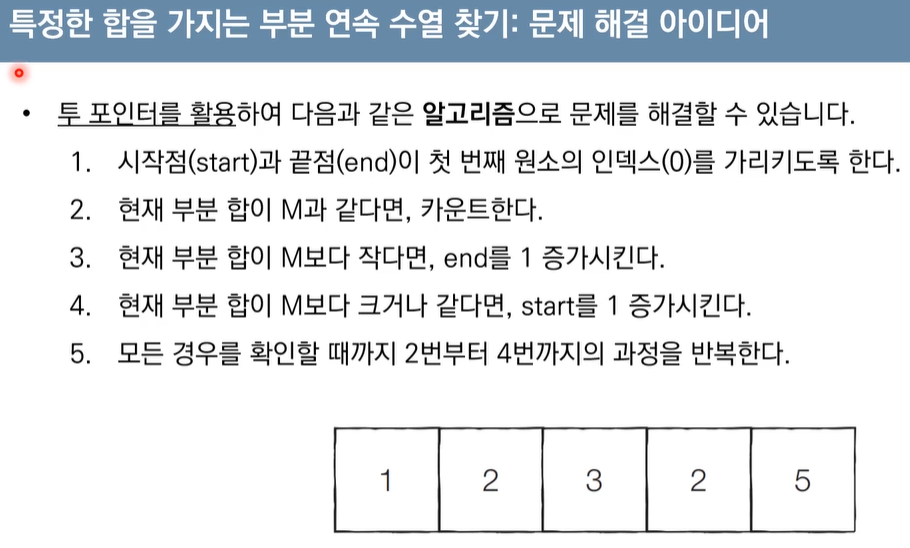 특정한 합을 가지는 부분 연속 수열 찾기: 문제 해결 아이디어
• 투 포인터를 활용하여 다음과 같은 알고리즘으로 문제를 해결할 수 있습니다.
1. 시작점(start)과 끝점(end)이 첫 번째 원소의 인덱스(0)를 가리키도록 한다.
2. 현재 부분 합이 M과 같다면, 카운트한다.
3. 현재 부분 합이 M보다 작다면, end를 1 증가시킨다.
4. 현재 부분 합이 M보다 크거나 같다면, start를 1 증가시킨다.
5. 모든 경우를 확인할 때까지 2번부터 4번까지의 과정을 반복한다.
1 2 3 2 5